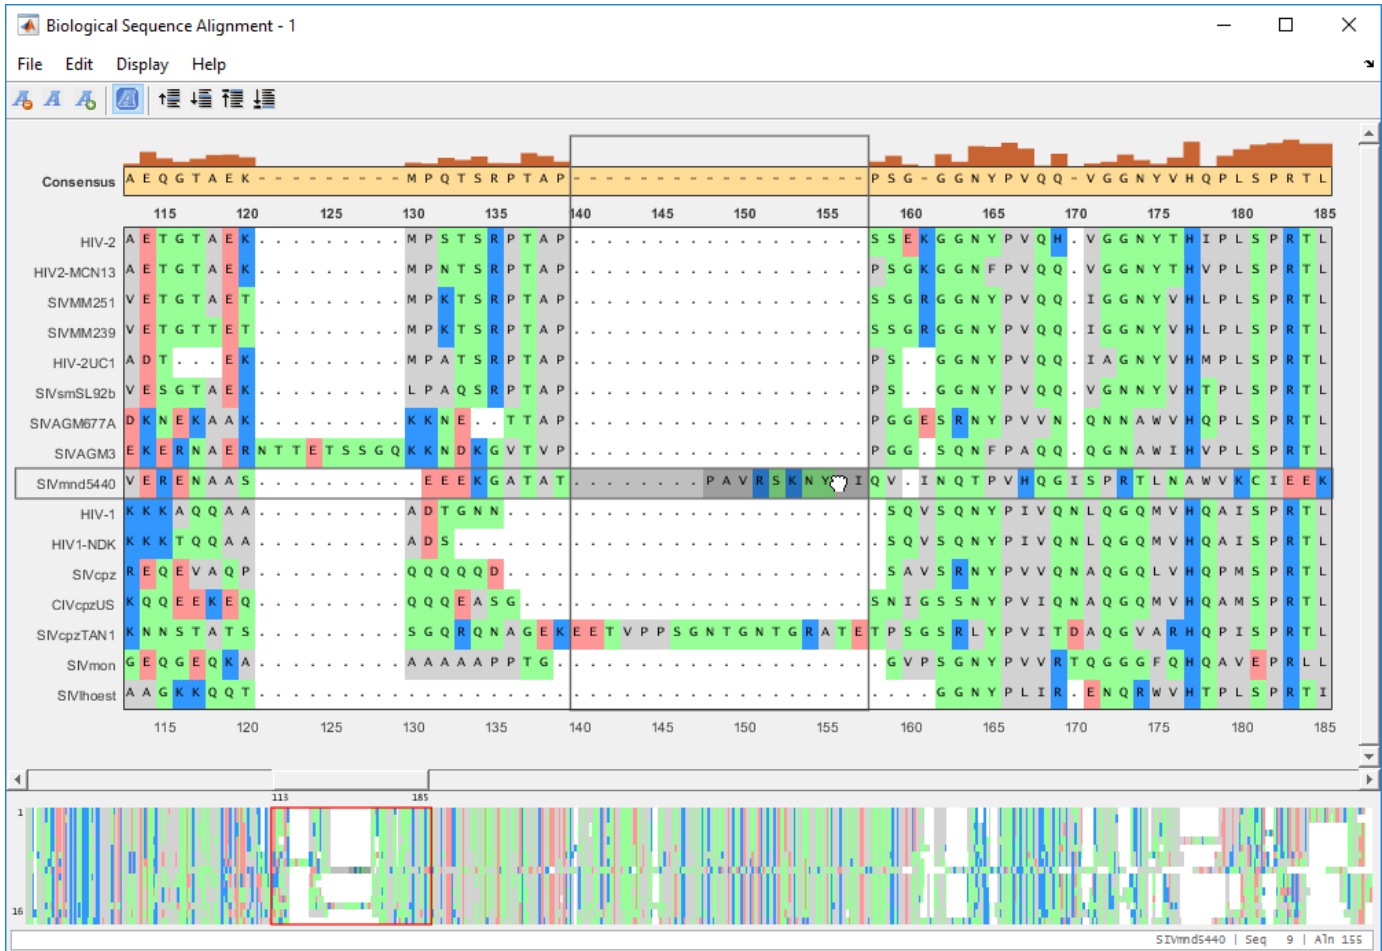 Biological Sequence Alignment - 1
File Edit Display Help
Consensus A E Q G T A E K - - - - - - - - - M P Q T S R P T A P - - - - - - - - - - - - - - - - - - P S G - G G N Y P V Q Q - V G G N Y V H Q P L S P R T L
115 120 125 130 135 140 145 150 155 160 165 170 175 180 185
HIV-2 A E T G T A E K . . . . . . . . . M P S T S R P T A P . . . . . . . . . . . . . . . . . . S S E K G G N Y P V Q H . V G G N Y T H I P L S P R T L
HIV2-MCN13 A E T G T A E K . . . . . . . . . M P N T S R P T A P . . . . . . . . . . . . . . . . . . P S G K G G N F P V Q Q . V G G N Y T H V P L S P R T L
SIVMM251 V E T G T A E T . . . . . . . . . M P K T S R P T A P . . . . . . . . . . . . . . . . . . S S G R G G N Y P V Q Q . I G G N Y V H L P L S P R T L
SIVMM239 V E T G T T E T . . . . . . . . . M P K T S R P T A P . . . . . . . . . . . . . . . . . . S S G R G G N Y P V Q Q . I G G N Y V H L P L S P R T L
HIV-2UC1 A D T . . . E K . . . . . . . . . M P A T S R P T A P . . . . . . . . . . . . . . . . . . P S . . G G N Y P V Q Q . I A G N Y V H M P L S P R T L
SIVsmSL92b V E S G T A E K . . . . . . . . . L P A Q S R P T A P . . . . . . . . . . . . . . . . . . P S . . G G N Y P V Q Q . V G N N Y V H T P L S P R T L
SIVAGM677A D K N E K A A K . . . . . . . . . K K N E . . T T A P . . . . . . . . . . . . . . . . . . P G G E S R N Y P V V N . Q N N A W V H Q P L S P R T L
SIVAGM3 E K E R N A E R N T T E T S S G Q K K N D K G V T V P . . . . . . . . . . . . . . . . . . P G G . S Q N F P A Q Q . Q G N A W I H V P L S P R T L
SIVmnd5440 V E R E N A A S . . . . . . . . . . E E E K G A T A T . . . . . . . . P A V R S K N Y I Q V . I N Q T P V H Q G I S P R T L N A W V K C I E E K
HIV-1 K K K A Q Q A A . . . . . . . . . A D T G N N . . . . . . . . . . . . . . . . . . . . . . . S Q V S Q N Y P I V Q N L Q G Q M V H Q A I S P R T L
HIV1-NDK K K K T Q Q A A . . . . . . . . . A D S . . . . . . . . . . . . . . . . . . . . . . . . . . S Q V S Q N Y P I V Q N L Q G Q M V H Q A I S P R T L
SIVcpz R E Q E V A Q P . . . . . . . . . Q Q Q Q Q D . . . . . . . . . . . . . . . . . . . . . . . S A V S R N Y P V V Q N A Q G Q L V H Q P M S P R T L
CIVcpzUS K Q Q E E K E Q . . . . . . . . . Q Q Q E A S G . . . . . . . . . . . . . . . . . . . . . S N I G S S N Y P V I Q N A Q G Q M V H Q A M S P R T L
SIVcpzTAN1 K N N S T A T S . . . . . . . . . S G Q R Q N A G E K E E T V P P S G N T G N T G R A T E T P S G S R L Y P V I T D A Q G V A R H Q P I S P R T L
SIVmon G E Q G E Q K A . . . . . . . . . A A A A A P P T G . . . . . . . . . . . . . . . . . . . . G V P S G N Y P V V R T Q G G G F Q H Q A V E P R L L
SIVlhoest A A G K K Q Q T . . . . . . . . . . . . . . . . . . . . . . . . . . . . . . . . . . . . . . . . . G G N Y P L I R . E N Q R W V H T P L S P R T I
115 120 125 130 135 140 145 150 155 160 165 170 175 180 185
113 185
1
16
SIVmnd5440 | Seq 9 | Aln 155